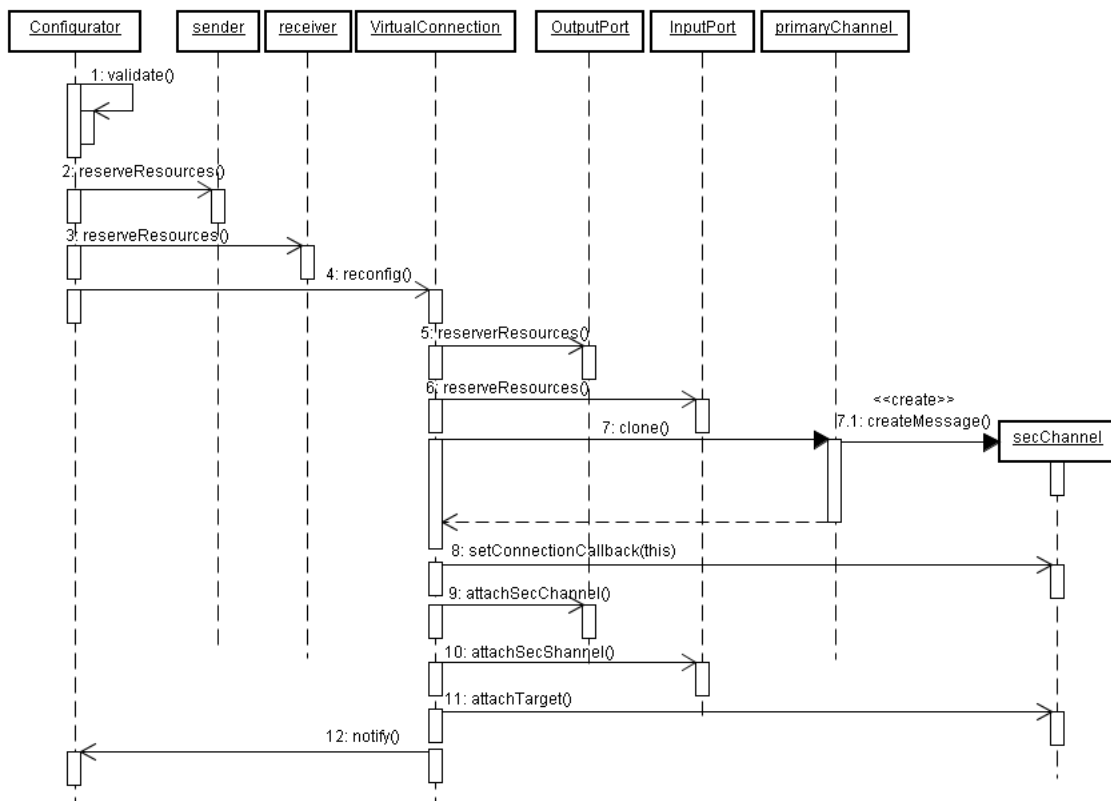 Configurator
sender
receiver
VirtualConnection
OutputPort
InputPort
primaryChannel
1: validate()
2: reserveResources()
3: reserveResources()
4: reconfig()
5: reserverResources()
6: reserveResources()
<<create>>
7: clone()
7.1: createMessage()
secChannel
8: setConnectionCallback(this)
9: attachSecChannel()
10: attachSecShannel()
11: attachTarget()
12: notify()